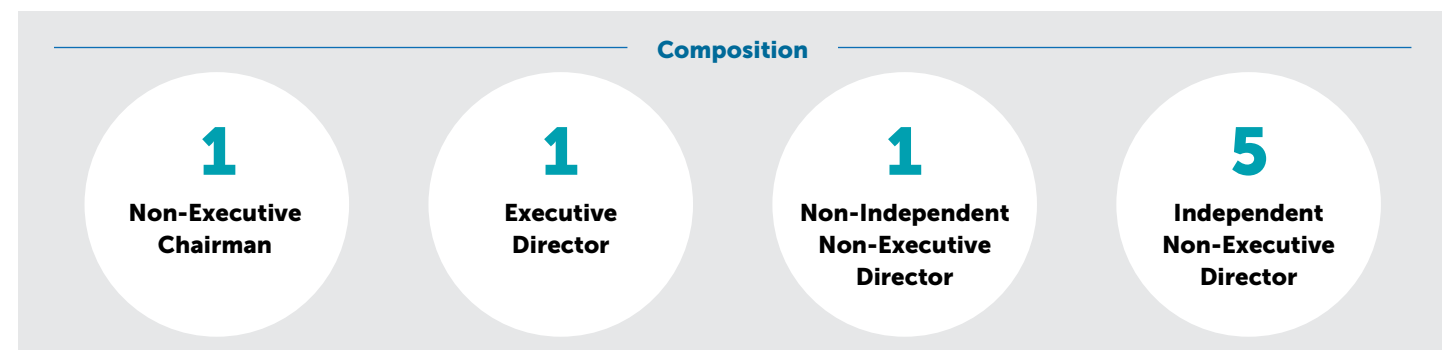 Composition
1
Non-Executive
Chairman
1
Executive
Director
1
Non-Independent
Non-Executive
Director
5
Independent
Non-Executive
Director